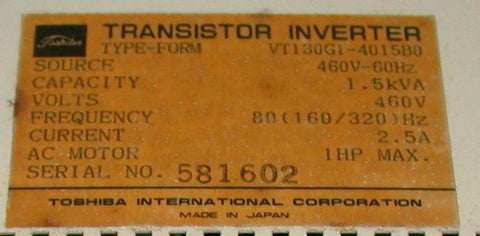 Toshiba
TRANSISTOR INVERTER
TYPE-FORM VT130G1-4015B0
SOURCE 460V-60Hz
CAPACITY 1.5kVA
VOLTS 460V
FREQUENCY 80(160/320)Hz
CURRENT 2.5A
AC MOTOR 1HP MAX.
SERIAL NO. 581602
TOSHIBA INTERNATIONAL CORPORATION
MADE IN JAPAN